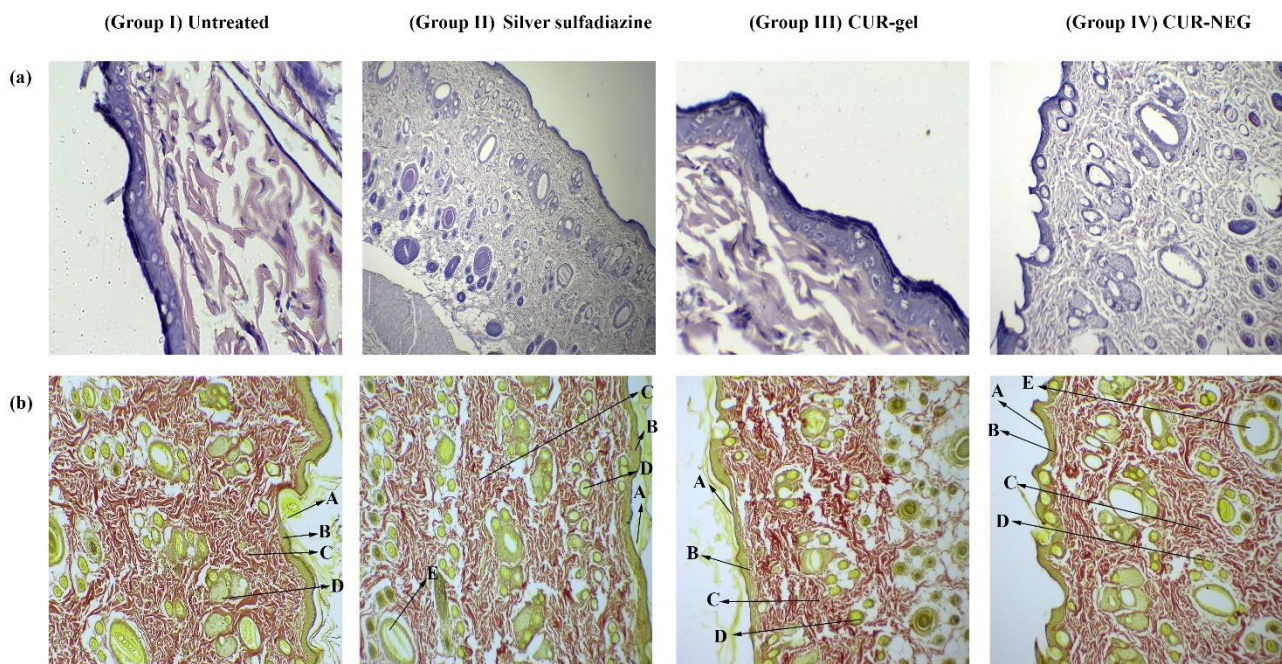 (Group I) Untreated
(Group II) Silver sulfadiazine
(Group III) CUR-gel
(Group IV) CUR-NEG
(a)
(b)
A
B
C
D
C
B
D
A
E
A
B
C
D
E
A
B
C
D